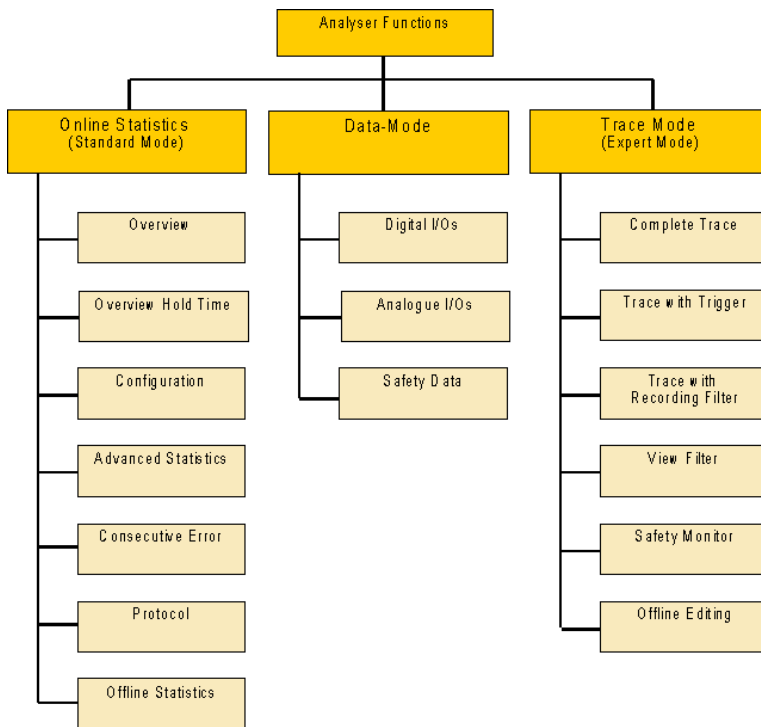 Analyser Functions
Online Statistics
(Standard Mode)
Data-Mode
Trace Mode
(Expert Mode)
Overview
Overview Hold Time
Configuration
Advanced Statistics
Consecutive Error
Protocol
Offline Statistics
Digital I/Os
Analogue I/Os
Safety Data
Complete Trace
Trace with Trigger
Trace with
Recording Filter
View Filter
Safety Monitor
Offline Editing